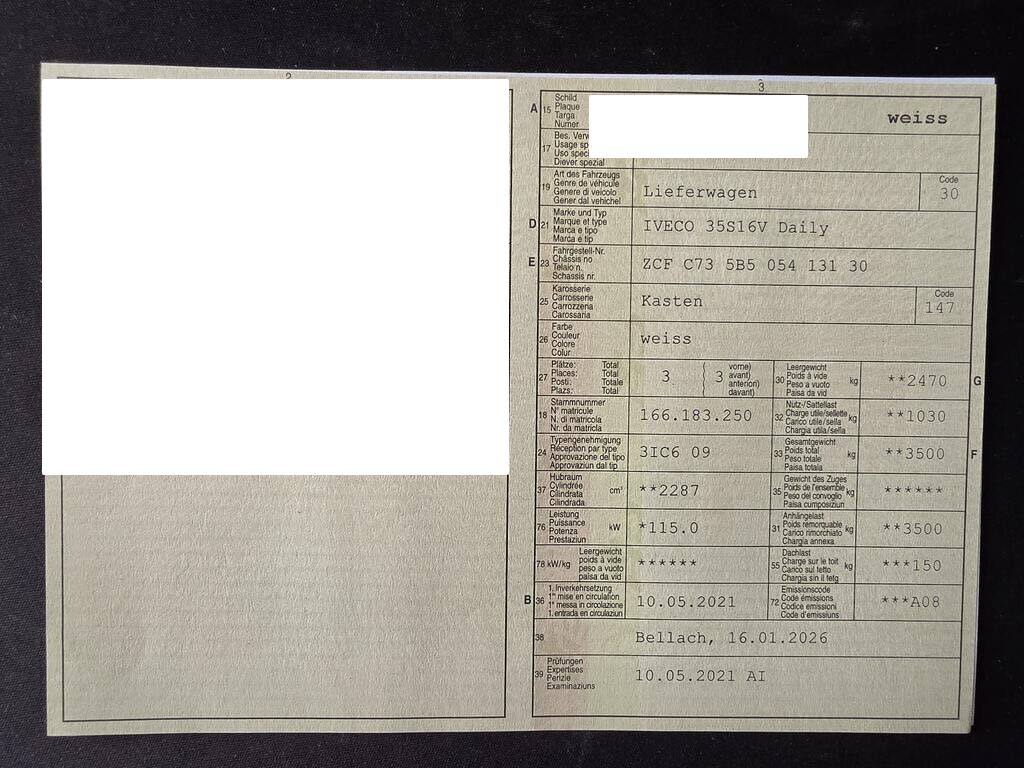 3
A 15 Schild
Plaque
Targa
Numer
weiss
17
Usage
Uso
Diever spezial
19 Art des Fahrzeugs
Genre de véhicule
Genere di veicolo
Gener dal vehichel
Lieferwagen
Code
30
D 21 Marke und Typ
Marque et type
Marca e tipo
Marca e tip
IVECO 35S16V Daily
E 23 Fahrgestell-Nr.
Châssis no
Telaio n.
Schassis nr.
ZCF C73 5B5 054 131 30
25 Karosserie
Carrosserie
Carrozzeria
Carossaria
Kasten
Code
147
26 Farbe
Couleur
Colore
Colur
weiss
27 Plätze: Total
Places: Total
Posti: Totale
Plazs: Total
3 ( 3 vorne)
avant)
anteriori)
davant)
30 Leergewicht
Poids à vide
Peso a vuoto
Paisa da vid
kg
**2470 G
18 Stammnummer
N° matricule
N. di matricola
Nr. da matricla
166.183.250
32 Nutz-/Sattellast
Charge utile/sellette
Carico utile/sella
Chargia utila/sella
kg
**1030
24 Typengenehmigung
Réception par type
Approvazione del tipo
Approvaziun dal tip
3IC6 09
33 Gesamtgewicht
Poids total
Peso totale
Paisa totala
kg
**3500 F
37 Hubraum
Cylindrée
Cilindrata
Cilindrada
cm³
**2287
35 Gewicht des Zuges
Poids de l'ensemble
Peso del convoglio
Paisa cumposiziun
kg
******
76 Leistung
Puissance
Potenza
Prestaziun
kW
*115.0
31 Anhängelast
Poids remorquable
Carico rimorchiato
Chargia annexa
kg
**3500
78 kW/kg Leergewicht
poids à vide
peso a vuoto
paisa da vid
******
55 Dachlast
Charge sur le toit
Carico sul tetto
Chargia sin il tetg
kg
***150
B 36 1. Inverkehrsetzung
1re mise en circulation
1a messa in circolazione
1. entrada en circulaziun
10.05.2021
72 Emissionscode
Code émissions
Codice emissioni
Code d'emissiuns
***A08
38 Bellach, 16.01.2026
39 Prüfungen
Expertises
Perizie
Examinaziuns
10.05.2021 AI